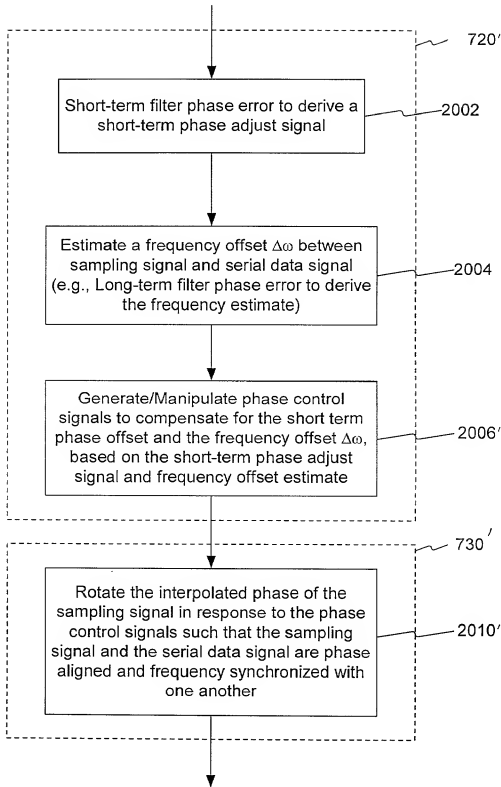 720'
Short-term filter phase error to derive a
short-term phase adjust signal
2002
Estimate a frequency offset Δω between
sampling signal and serial data signal
(e.g., Long-term filter phase error to derive
the frequency estimate)
2004
Generate/Manipulate phase control
signals to compensate for the short term
phase offset and the frequency offset Δω,
based on the short-term phase adjust
signal and frequency offset estimate
2006'
730'
Rotate the interpolated phase of the
sampling signal in response to the phase
control signals such that the sampling
signal and the serial data signal are phase
aligned and frequency synchronized with
one another
2010'